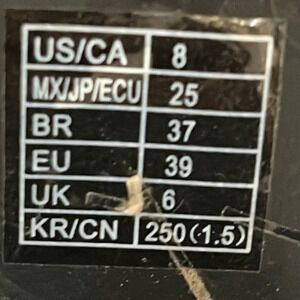 US/CA 8
MX/JP/ECU 25
BR 37
EU 39
UK 6
KR/CN 250(1.5)